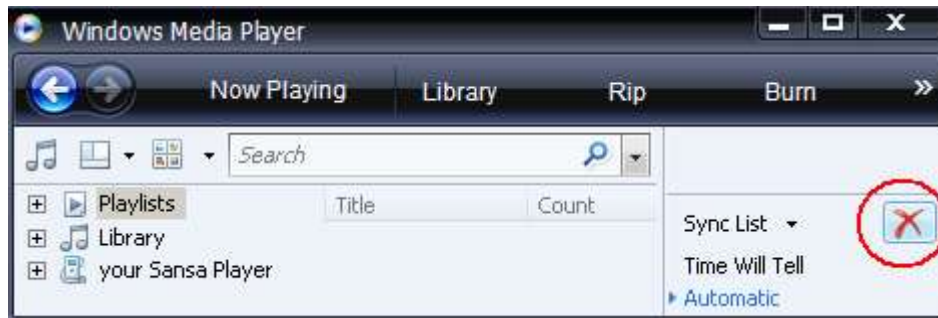 Windows Media Player
Now Playing Library Rip Burn »
Search
Playlists Title Count
Library
your Sansa Player
Sync List
Time Will Tell
Automatic